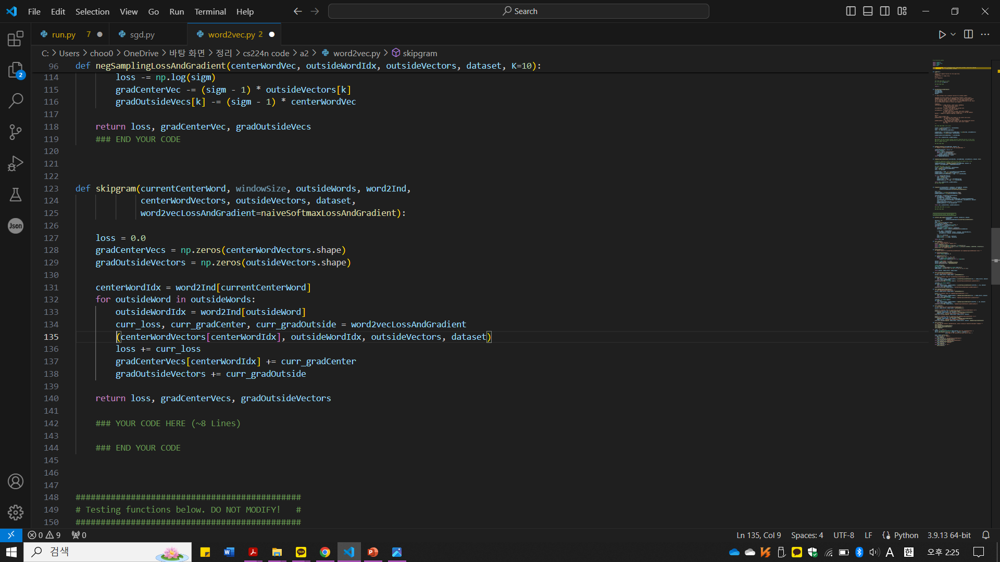 File Edit Selection View Go Run Terminal Help
Search
run.py 7
sgd.py
word2vec.py 2
C: > Users > choo0 > OneDrive > 바탕 화면 > 정리 > cs224n code > a2 > word2vec.py > skipgram
96 def negSamplingLossAndGradient(centerWordVec, outsideWordIdx, outsideVectors, dataset, K=10):
114 loss -= np.log(sigm)
115 gradCenterVec -= (sigm - 1) * outsideVectors[k]
116 gradOutsideVecs[k] -= (sigm - 1) * centerWordVec
117
118 return loss, gradCenterVec, gradOutsideVecs
119 ### END YOUR CODE
120
121
122
123 def skipgram(currentCenterWord, windowSize, outsideWords, word2Ind,
124 centerWordVectors, outsideVectors, dataset,
125 word2vecLossAndGradient=naiveSoftmaxLossAndGradient):
126
127 loss = 0.0
128 gradCenterVecs = np.zeros(centerWordVectors.shape)
129 gradOutsideVectors = np.zeros(outsideVectors.shape)
130
131 centerWordIdx = word2Ind[currentCenterWord]
132 for outsideWord in outsideWords:
133 outsideWordIdx = word2Ind[outsideWord]
134 curr_loss, curr_gradCenter, curr_gradOutside = word2vecLossAndGradient
135 (centerWordVectors[centerWordIdx], outsideWordIdx, outsideVectors, dataset)
136 loss += curr_loss
137 gradCenterVecs[centerWordIdx] += curr_gradCenter
138 gradOutsideVectors += curr_gradOutside
139
140 return loss, gradCenterVecs, gradOutsideVectors
141
142 ### YOUR CODE HERE (~8 Lines)
143
144 ### END YOUR CODE
145
146
147
148 #############################################
149 # Testing functions below. DO NOT MODIFY! #
150 #############################################
2
Json
0 9 0
Ln 135, Col 9 Spaces: 4 UTF-8 LF Python 3.9.13 64-bit
검색
TALK
A 한 오후 2:25